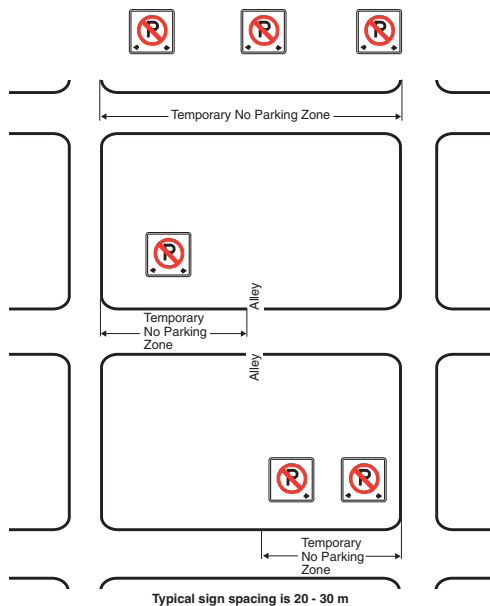 P P P
Temporary No Parking Zone
P
Alley
Temporary
No Parking
Zone
Alley
P P
Temporary
No Parking
Zone
Typical sign spacing is 20 - 30 m